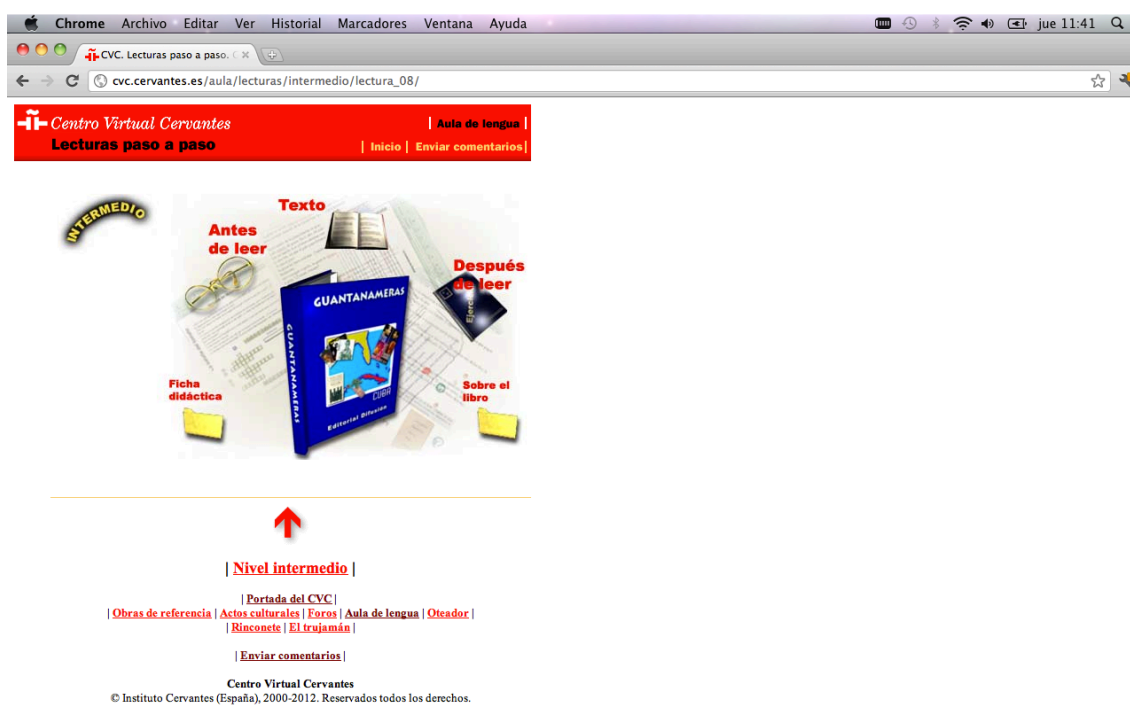 Chrome Archivo Editar Ver Historial Marcadores Ventana Ayuda
jue 11:41
CVC. Lecturas paso a paso.
cvc.cervantes.es/aula/lecturas/intermedio/lectura_08/
Centro Virtual Cervantes
| Aula de lengua |
Lecturas paso a paso
| Inicio | Enviar comentarios |
INTERMEDIO
Texto
Antes
de leer
Después
de leer
Ejerci
GUANTANAMERAS
GUANTANAMERAS
CUBA
Editorial Difusión
Ficha
didáctica
Sobre el
libro
| Nivel intermedio |
| Portada del CVC |
| Obras de referencia | Actos culturales | Foros | Aula de lengua | Oteador |
| Rinconete | El trujamán |
| Enviar comentarios |
Centro Virtual Cervantes
© Instituto Cervantes (España), 2000-2012. Reservados todos los derechos.